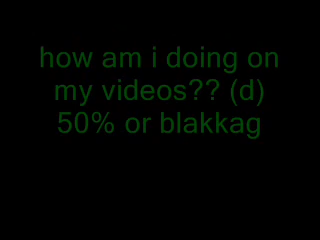 how am i doing on
my videos?? (d)
50% or blakkag